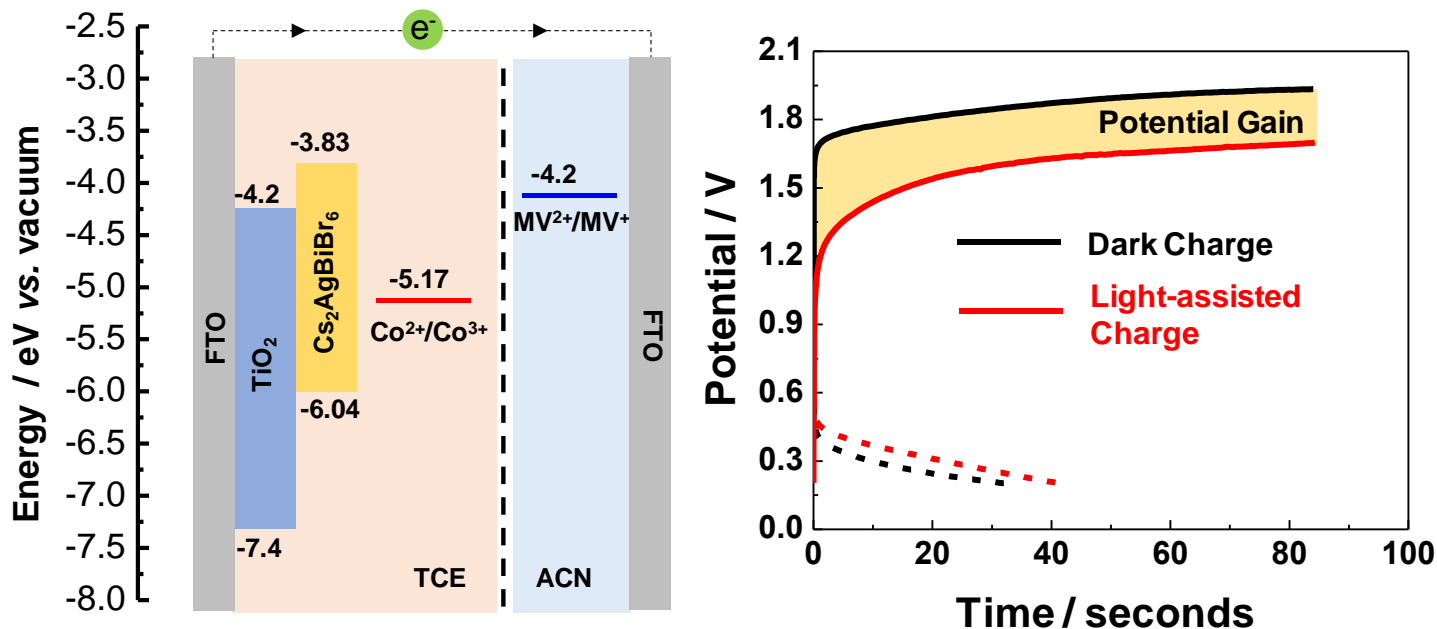 Energy / eV vs. vacuum
-2.5
-3.0
-3.5
-4.0
-4.5
-5.0
-5.5
-6.0
-6.5
-7.0
-7.5
-8.0
e⁻
FTO
-4.2
TiO₂
-7.4
-3.83
Cs₂AgBiBr₆
-6.04
-5.17
Co²⁺/Co³⁺
TCE
-4.2
MV²⁺/MV⁺
ACN
FTO
Potential / V
2.1
1.8
1.5
1.2
0.9
0.6
0.3
0.0
Potential Gain
Dark Charge
Light-assisted
Charge
0 20 40 60 80 100
Time / seconds